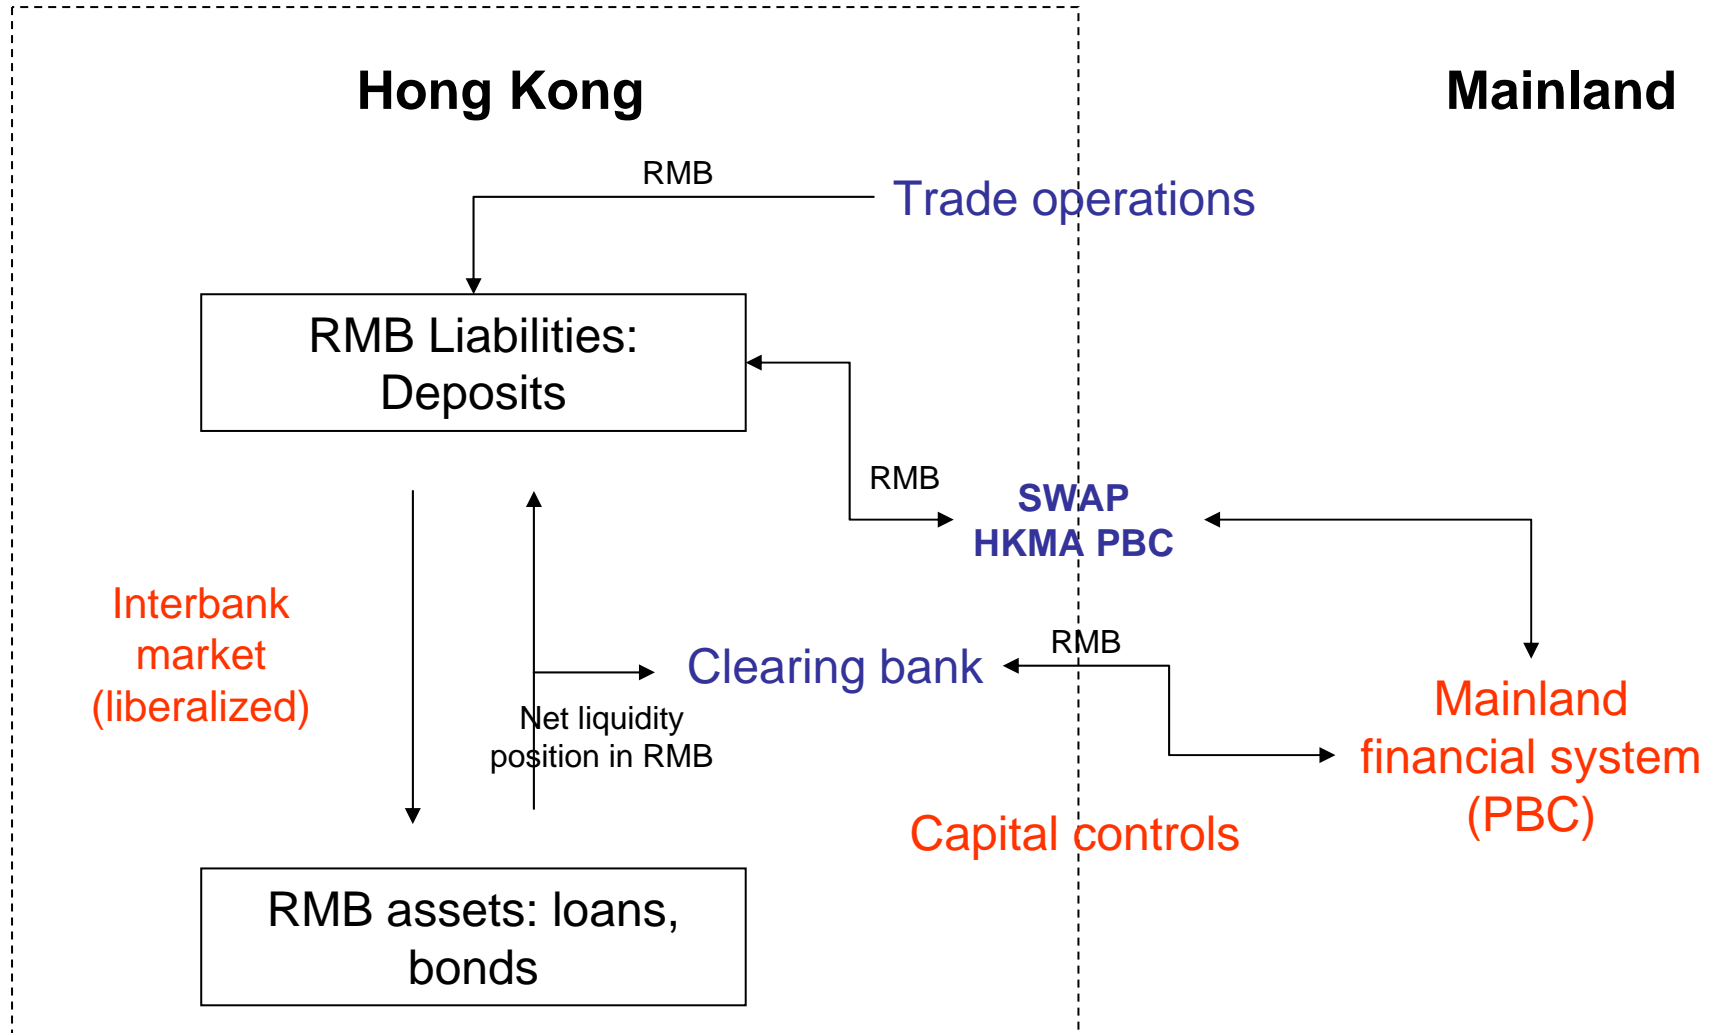 Hong Kong
Mainland
RMB
Trade operations
RMB Liabilities:
Deposits
RMB
SWAP
HKMA PBC
Interbank
market
(liberalized)
RMB
Clearing bank
Net liquidity
position in RMB
Mainland
financial system
(PBC)
Capital controls
RMB assets: loans,
bonds